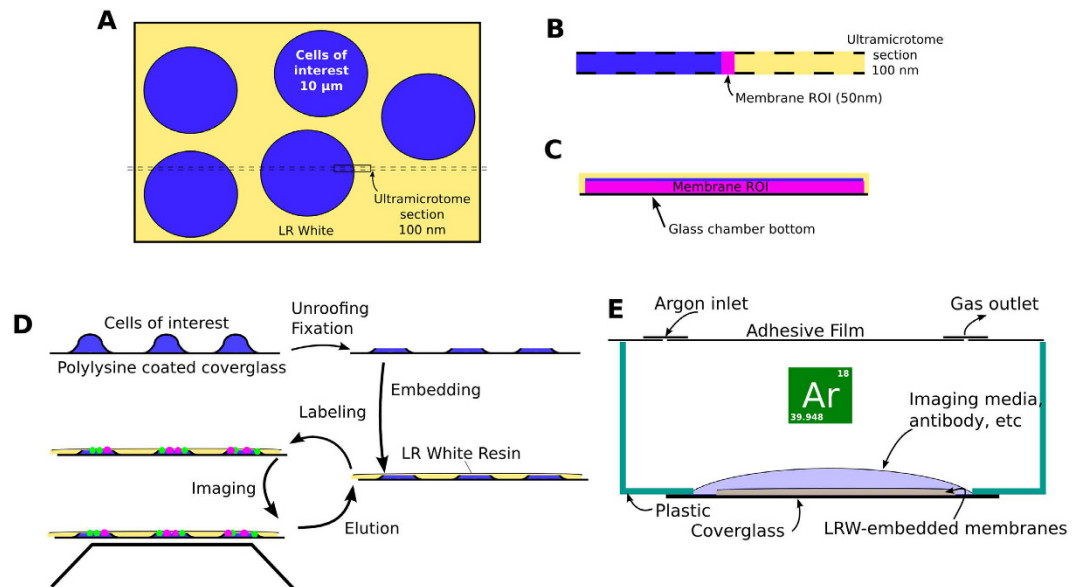 A
Cells of
interest
10 µm
Ultramicrotome
section
100 nm
LR White
B
Ultramicrotome
section
100 nm
Membrane ROI (50nm)
C
Membrane ROI
Glass chamber bottom
D
Cells of interest
Polylysine coated coverglass
Unroofing
Fixation
Embedding
Labeling
LR White Resin
Imaging
Elution
E
Argon inlet
Gas outlet
Adhesive Film
18
Ar
39.948
Imaging media,
antibody, etc
Plastic
Coverglass
LRW-embedded membranes